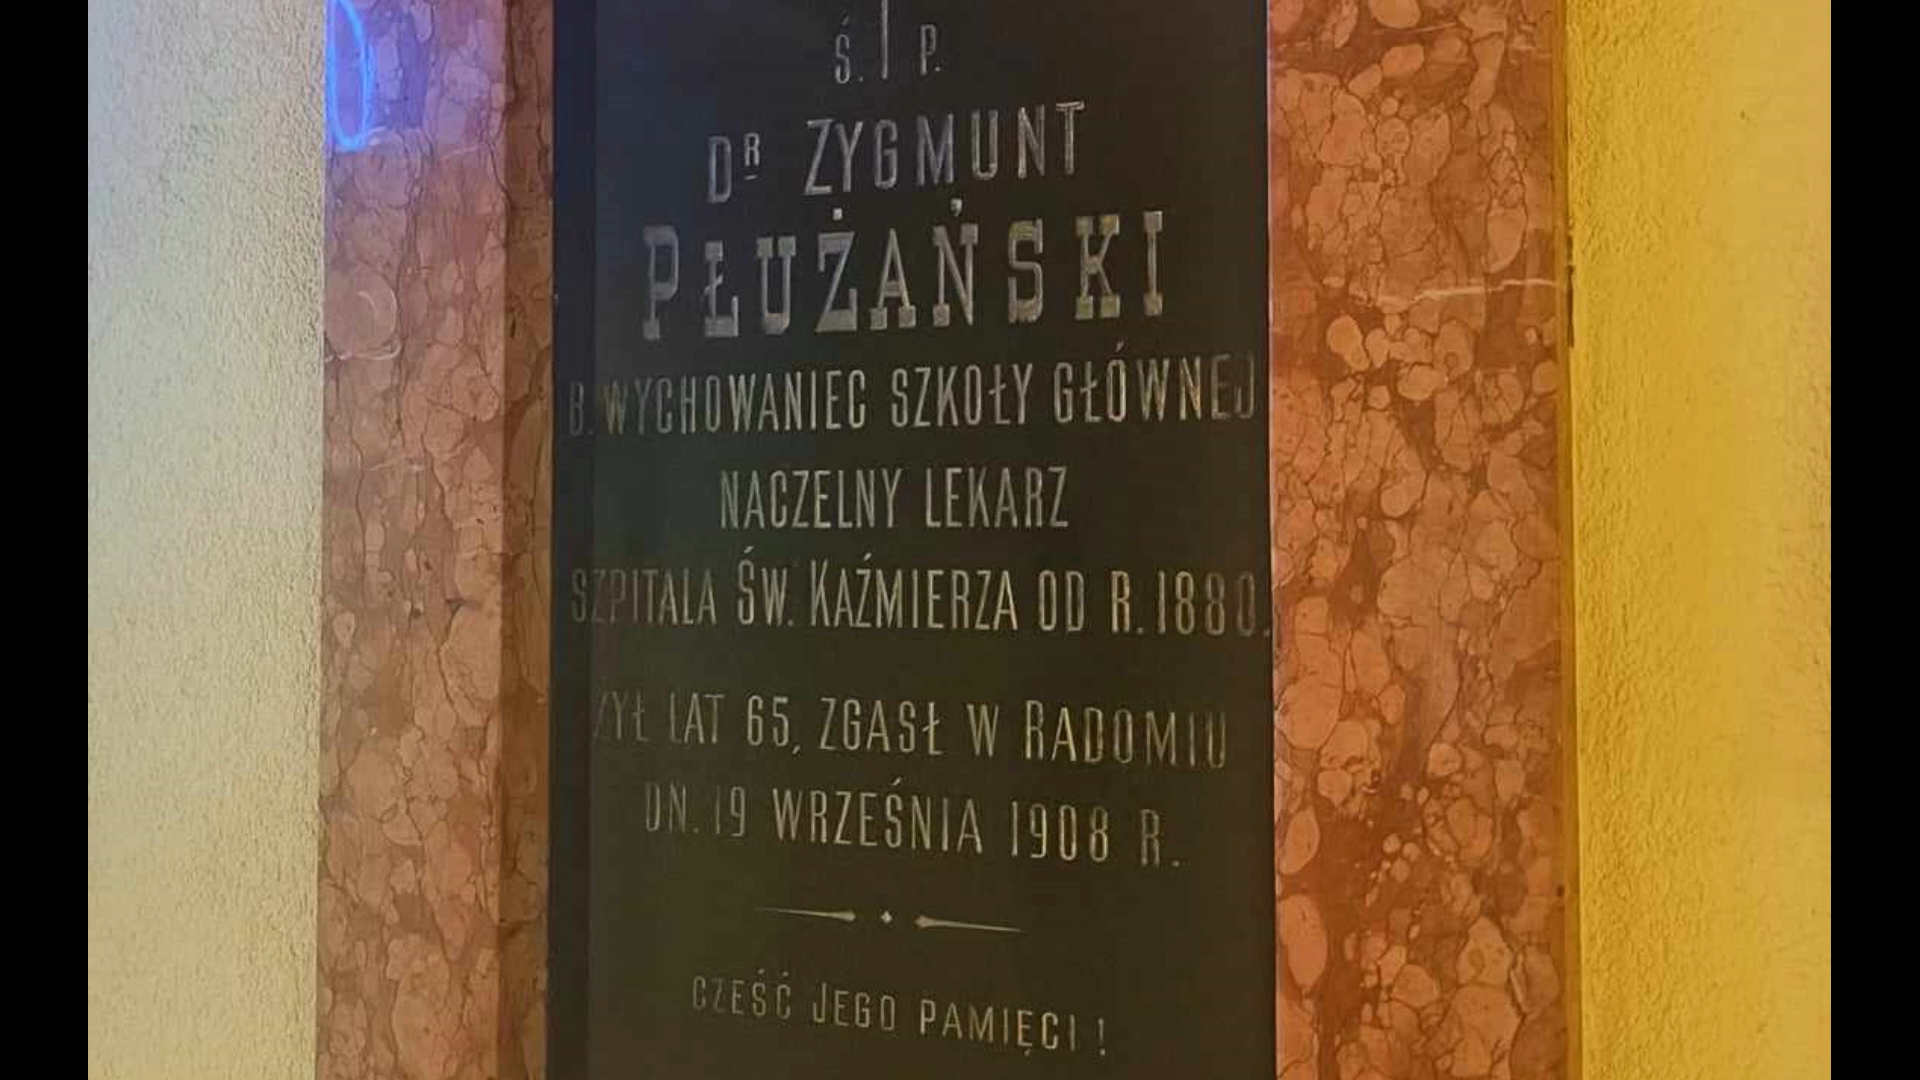 Ś. † P.
DR ZYGMUNT
PŁUŻAŃSKI
B. WYCHOWANIEC SZKOŁY GŁÓWNEJ
NACZELNY LEKARZ
SZPITALA ŚW. KAŹMIERZA OD R. 1880.
ŻYŁ LAT 65, ZGASŁ W RADOMIU
DN. 19 WRZEŚNIA 1908 R.
CZEŚĆ JEGO PAMIĘCI !